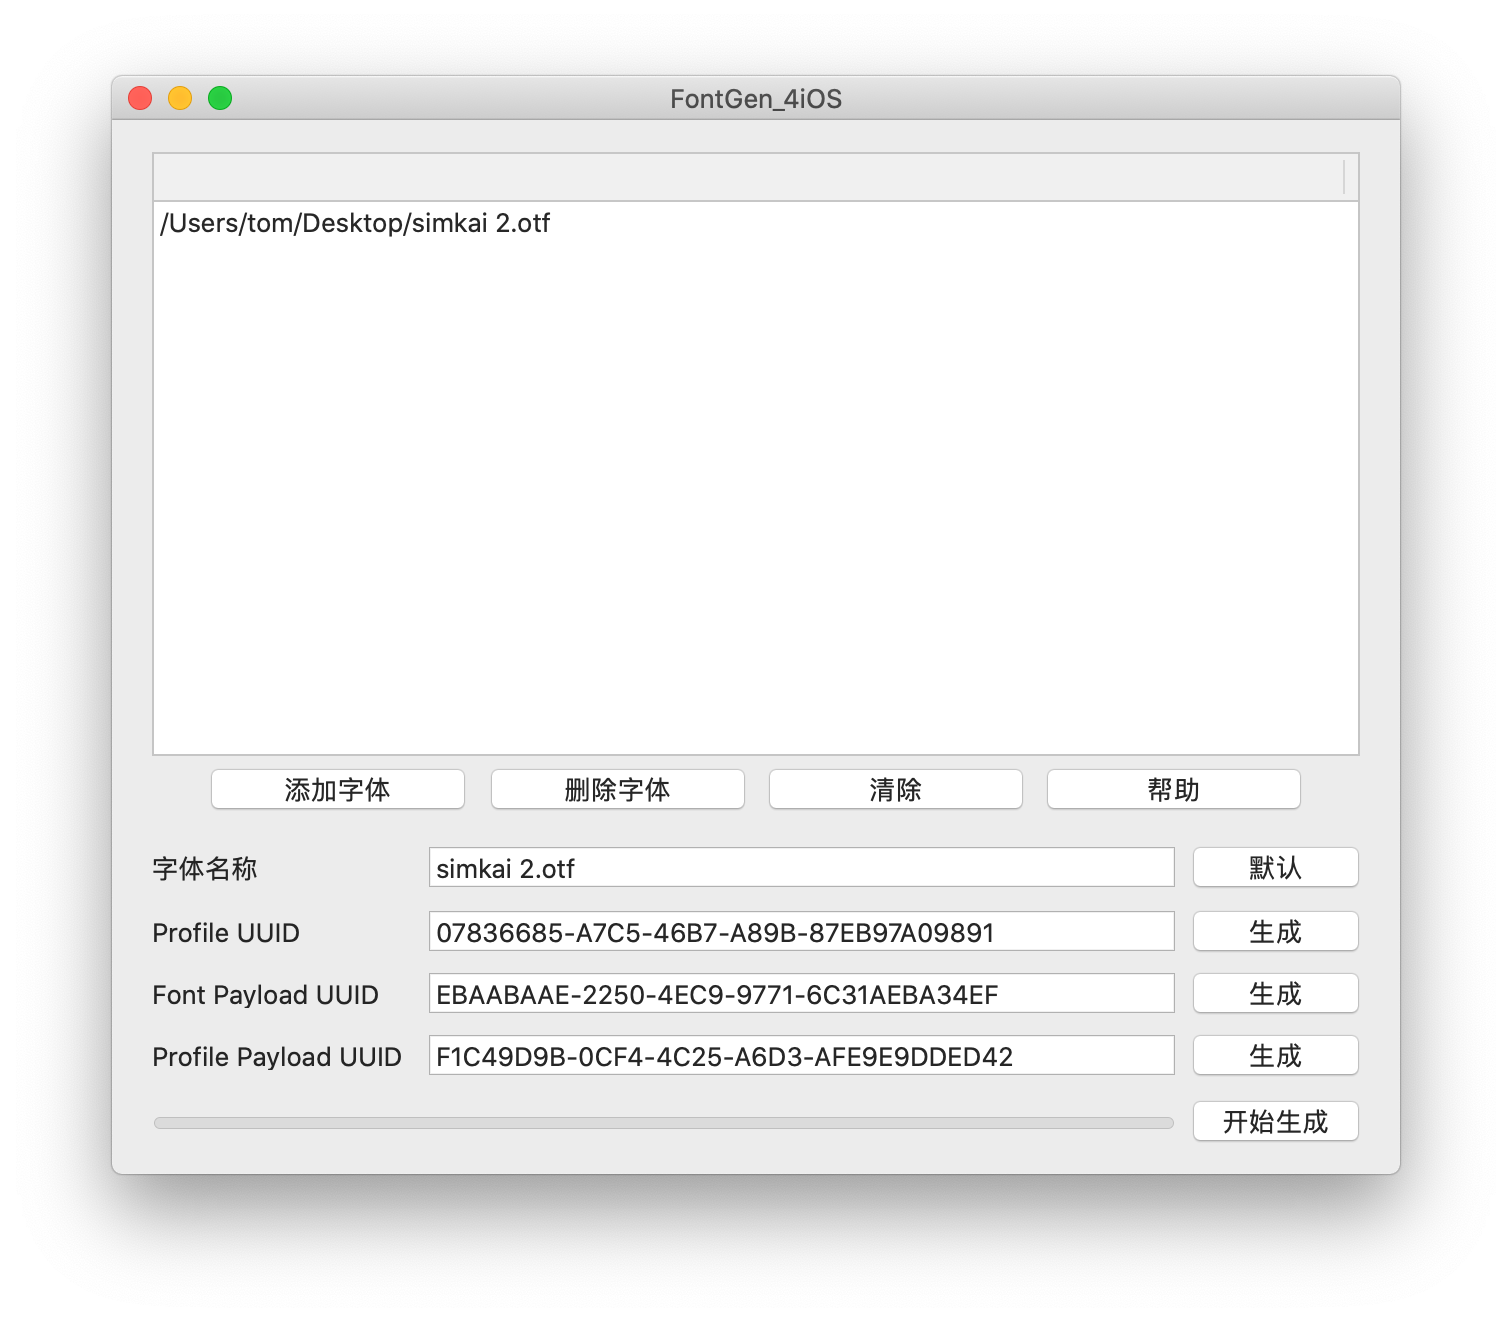 FontGen_4iOS
/Users/tom/Desktop/simkai 2.otf
添加字体 删除字体 清除 帮助
字体名称 simkai 2.otf 默认
Profile UUID 07836685-A7C5-46B7-A89B-87EB97A09891 生成
Font Payload UUID EBAABAAE-2250-4EC9-9771-6C31AEBA34EF 生成
Profile Payload UUID F1C49D9B-0CF4-4C25-A6D3-AFE9E9DDED42 生成
开始生成